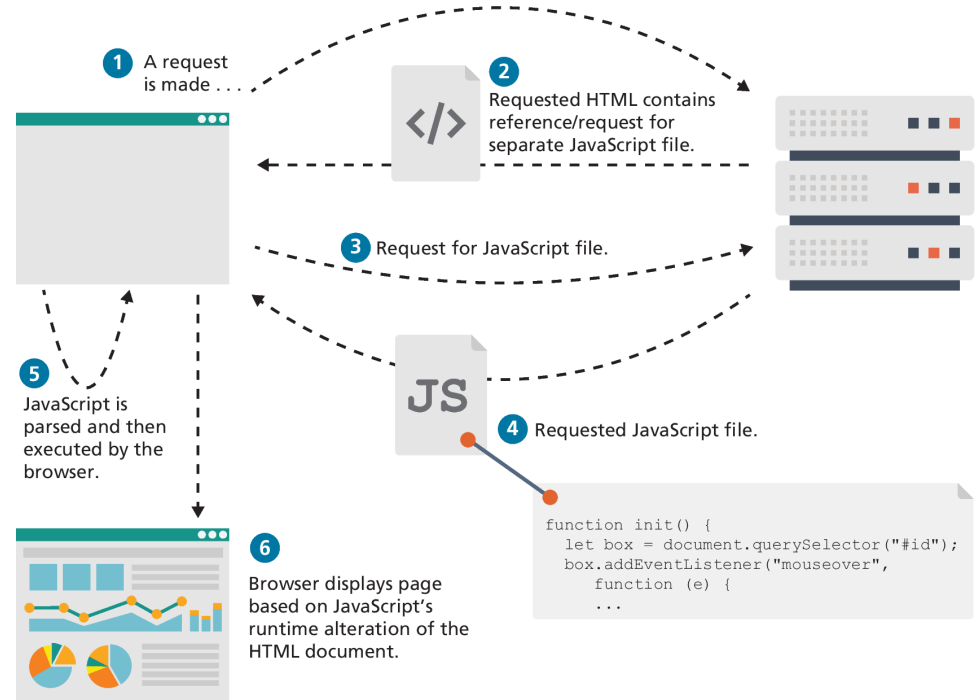 1
A request
is made . . .
</>
2
Requested HTML contains
reference/request for
separate JavaScript file.
3
Request for JavaScript file.
JS
4
Requested JavaScript file.
function init() {
let box = document.querySelector("#id");
box.addEventListener("mouseover",
function (e) {
...
5
JavaScript is
parsed and then
executed by the
browser.
6
Browser displays page
based on JavaScript's
runtime alteration of the
HTML document.